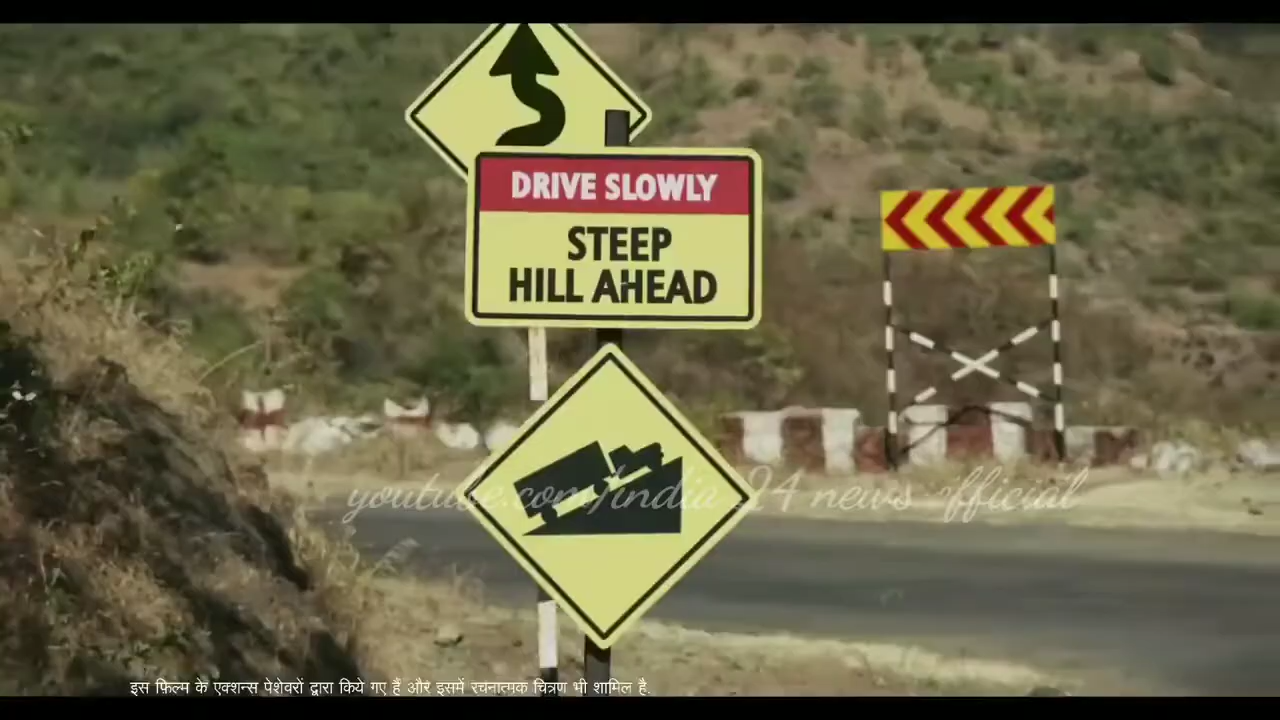 DRIVE SLOWLY
STEEP
HILL AHEAD
youtube.com/india 24 news official
इस फ़िल्म के एक्शन्स पेशेवरों द्वारा किये गए हैं और इसमें रचनात्मक चित्रण भी शामिल है.